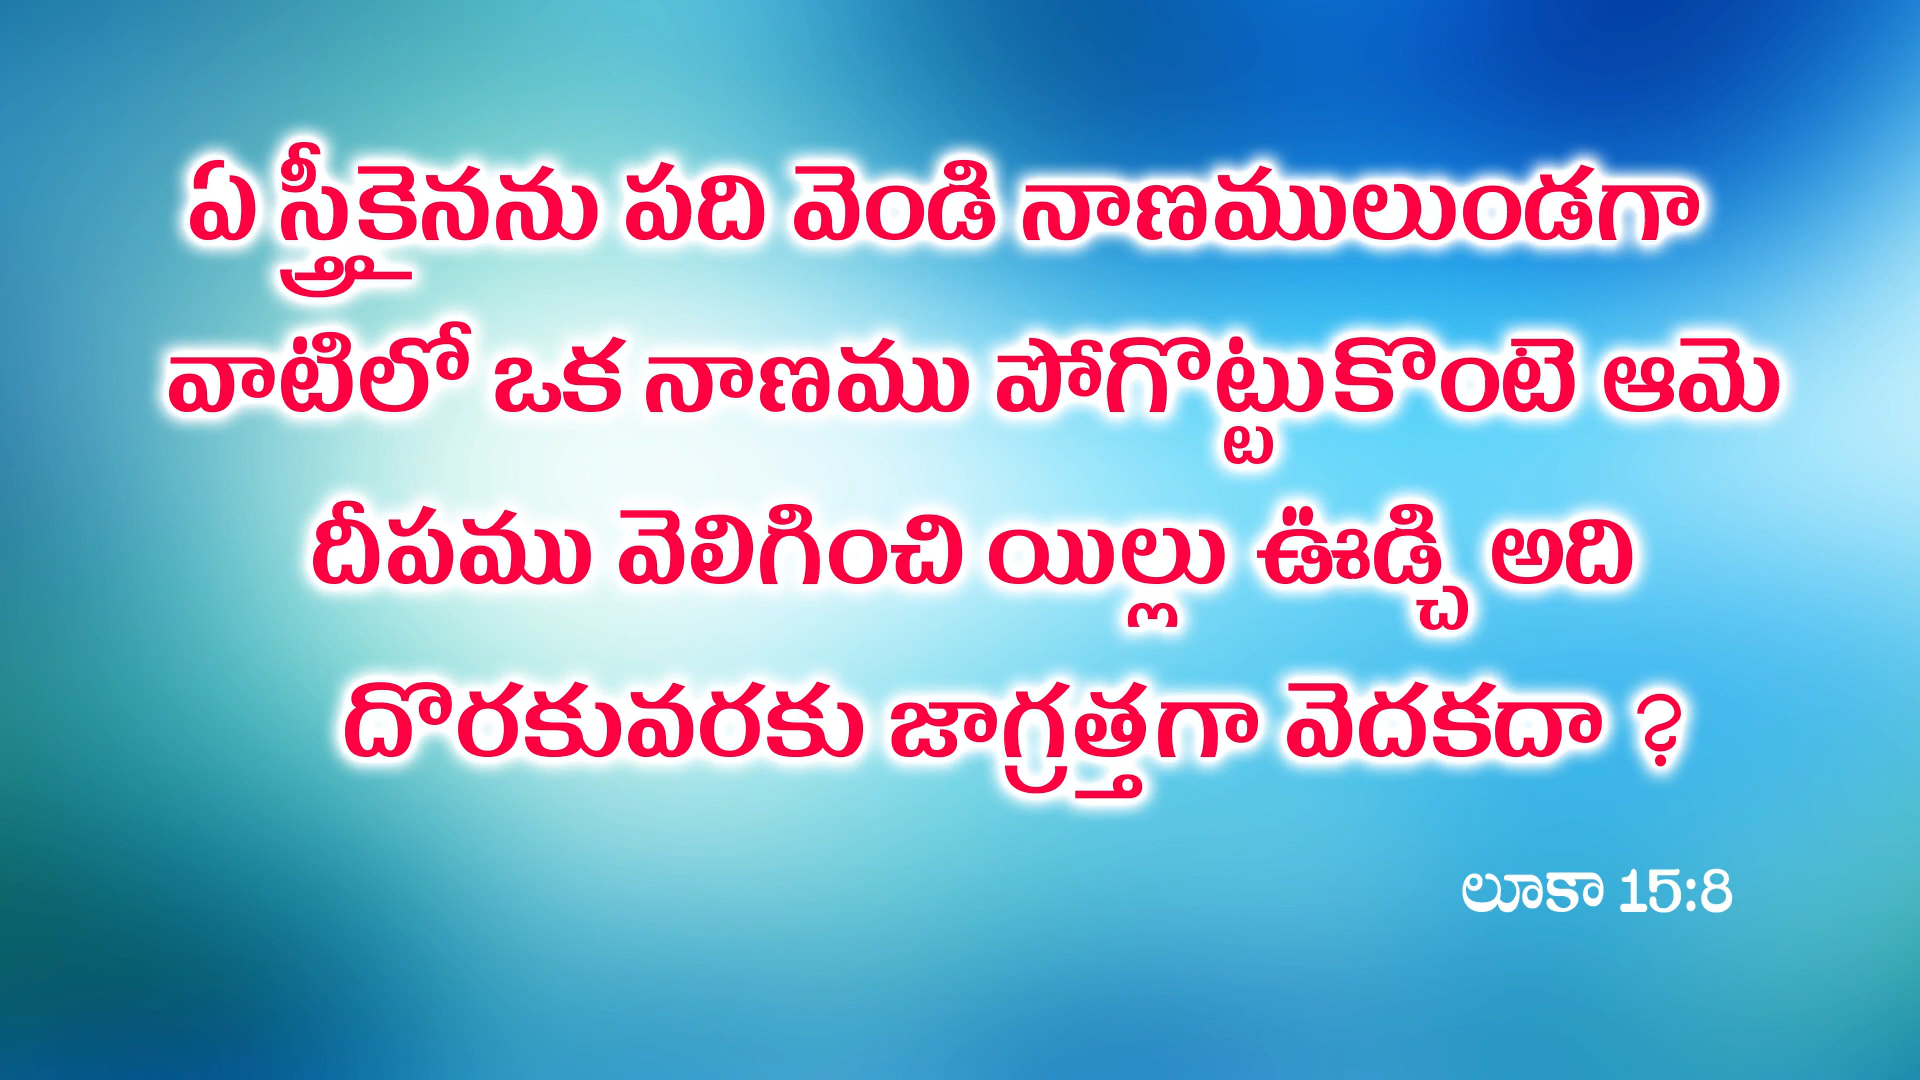 ఏ స్త్రీకైనను పది వెండి నాణములుండగా
వాటిలో ఒక నాణము పోగొట్టుకొంటె ఆమె
దీపము వెలిగించి యిల్లు ఊడ్చి అది
దొరకువరకు జాగ్రత్తగా వెదకదా ?
లూకా 15:8